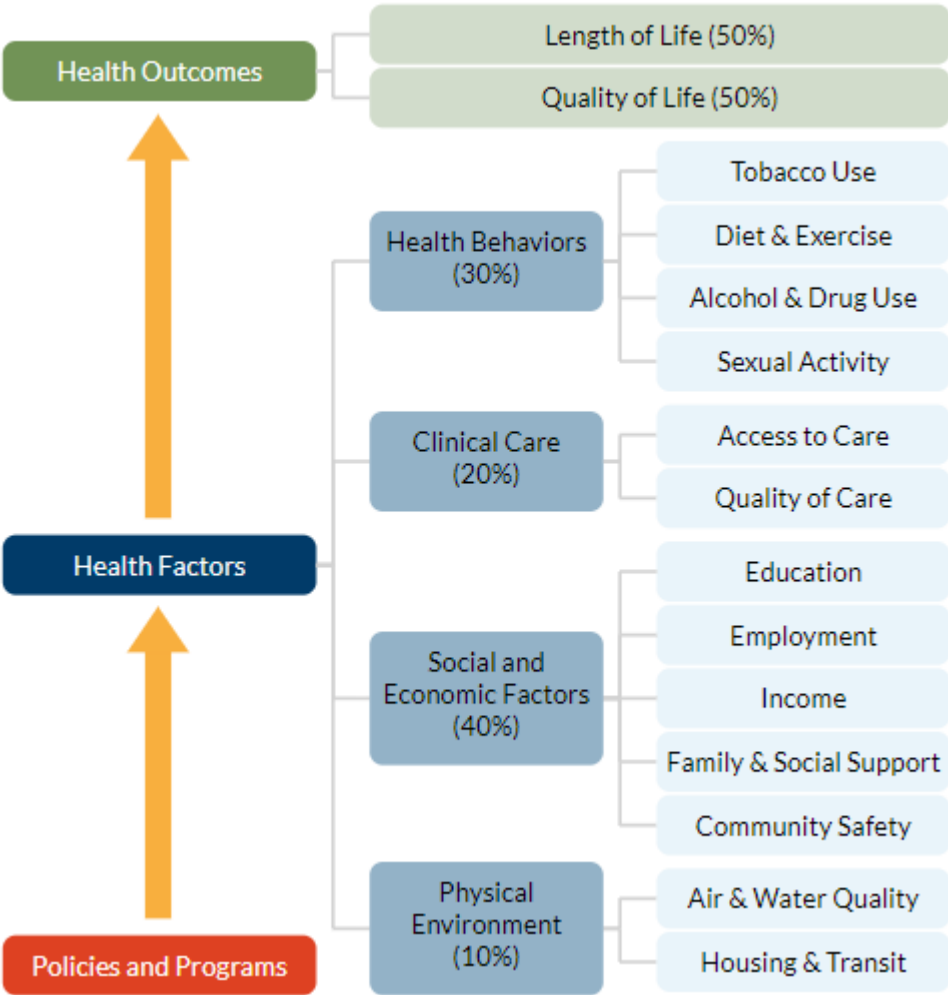 Health Outcomes
Length of Life (50%)
Quality of Life (50%)
Health Factors
Health Behaviors
(30%)
Tobacco Use
Diet & Exercise
Alcohol & Drug Use
Sexual Activity
Clinical Care
(20%)
Access to Care
Quality of Care
Social and
Economic Factors
(40%)
Education
Employment
Income
Family & Social Support
Community Safety
Physical
Environment
(10%)
Air & Water Quality
Housing & Transit
Policies and Programs